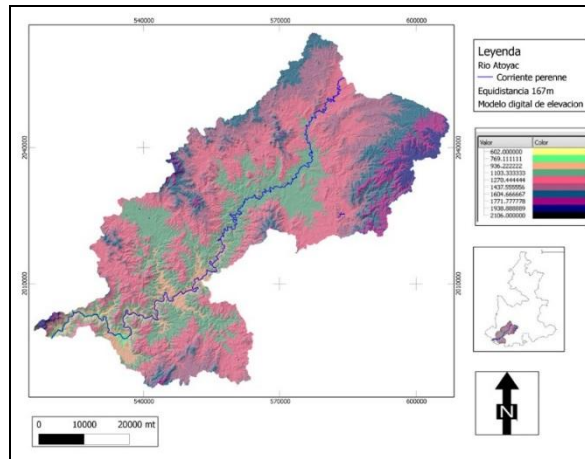 540000 570000 600000
2040000 2040000
2010000 2010000
540000 570000 600000
0 10000 20000 mt
Leyenda
Rio Atoyac
Corriente perenne
Equidistancia 167m
Modelo digital de elevacion
Valor Color
602.000000
769.111111
936.222222
1103.333333
1270.444444
1437.555556
1604.666667
1771.777778
1938.888889
2106.000000
N